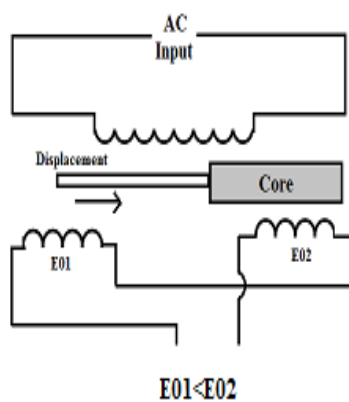 AC
Input
Displacement
Core
E01
E02
E01<E02